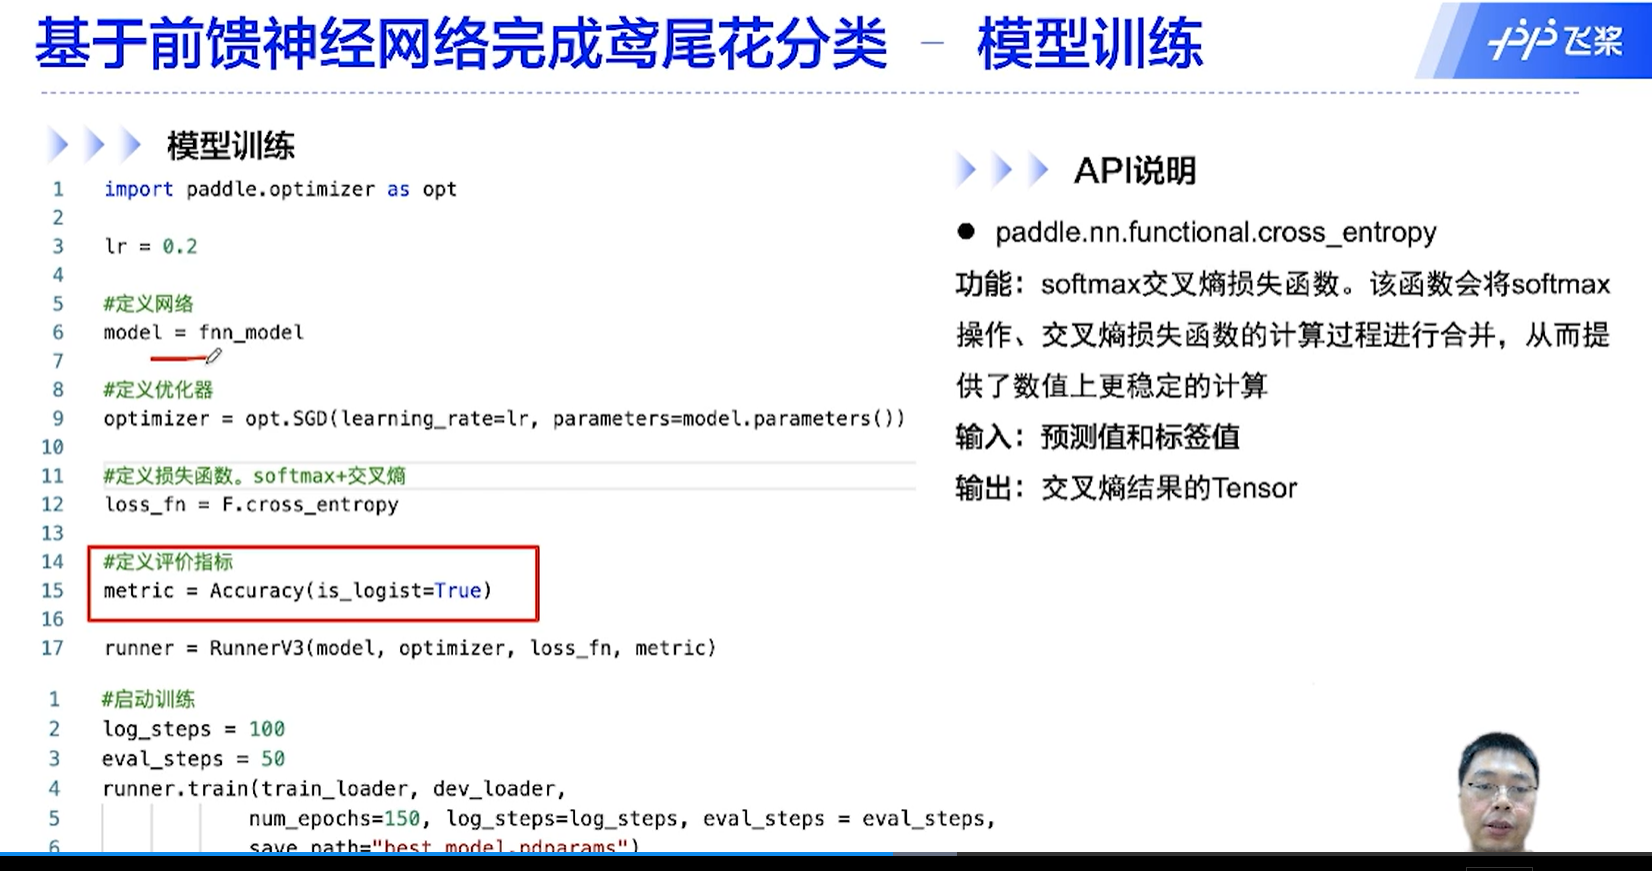 基于前馈神经网络完成鸢尾花分类 – 模型训练
飞桨
模型训练
1 import paddle.optimizer as opt
2
3 lr = 0.2
4
5 #定义网络
6 model = fnn_model
7
8 #定义优化器
9 optimizer = opt.SGD(learning_rate=lr, parameters=model.parameters())
10
11 #定义损失函数。softmax+交叉熵
12 loss_fn = F.cross_entropy
13
14 #定义评价指标
15 metric = Accuracy(is_logist=True)
16
17 runner = RunnerV3(model, optimizer, loss_fn, metric)
1 #启动训练
2 log_steps = 100
3 eval_steps = 50
4 runner.train(train_loader, dev_loader,
5 num_epochs=150, log_steps=log_steps, eval_steps = eval_steps,
6 save_path="best_model.pdparams")
API说明
● paddle.nn.functional.cross_entropy
功能：softmax交叉熵损失函数。该函数会将softmax
操作、交叉熵损失函数的计算过程进行合并，从而提
供了数值上更稳定的计算
输入：预测值和标签值
输出：交叉熵结果的Tensor